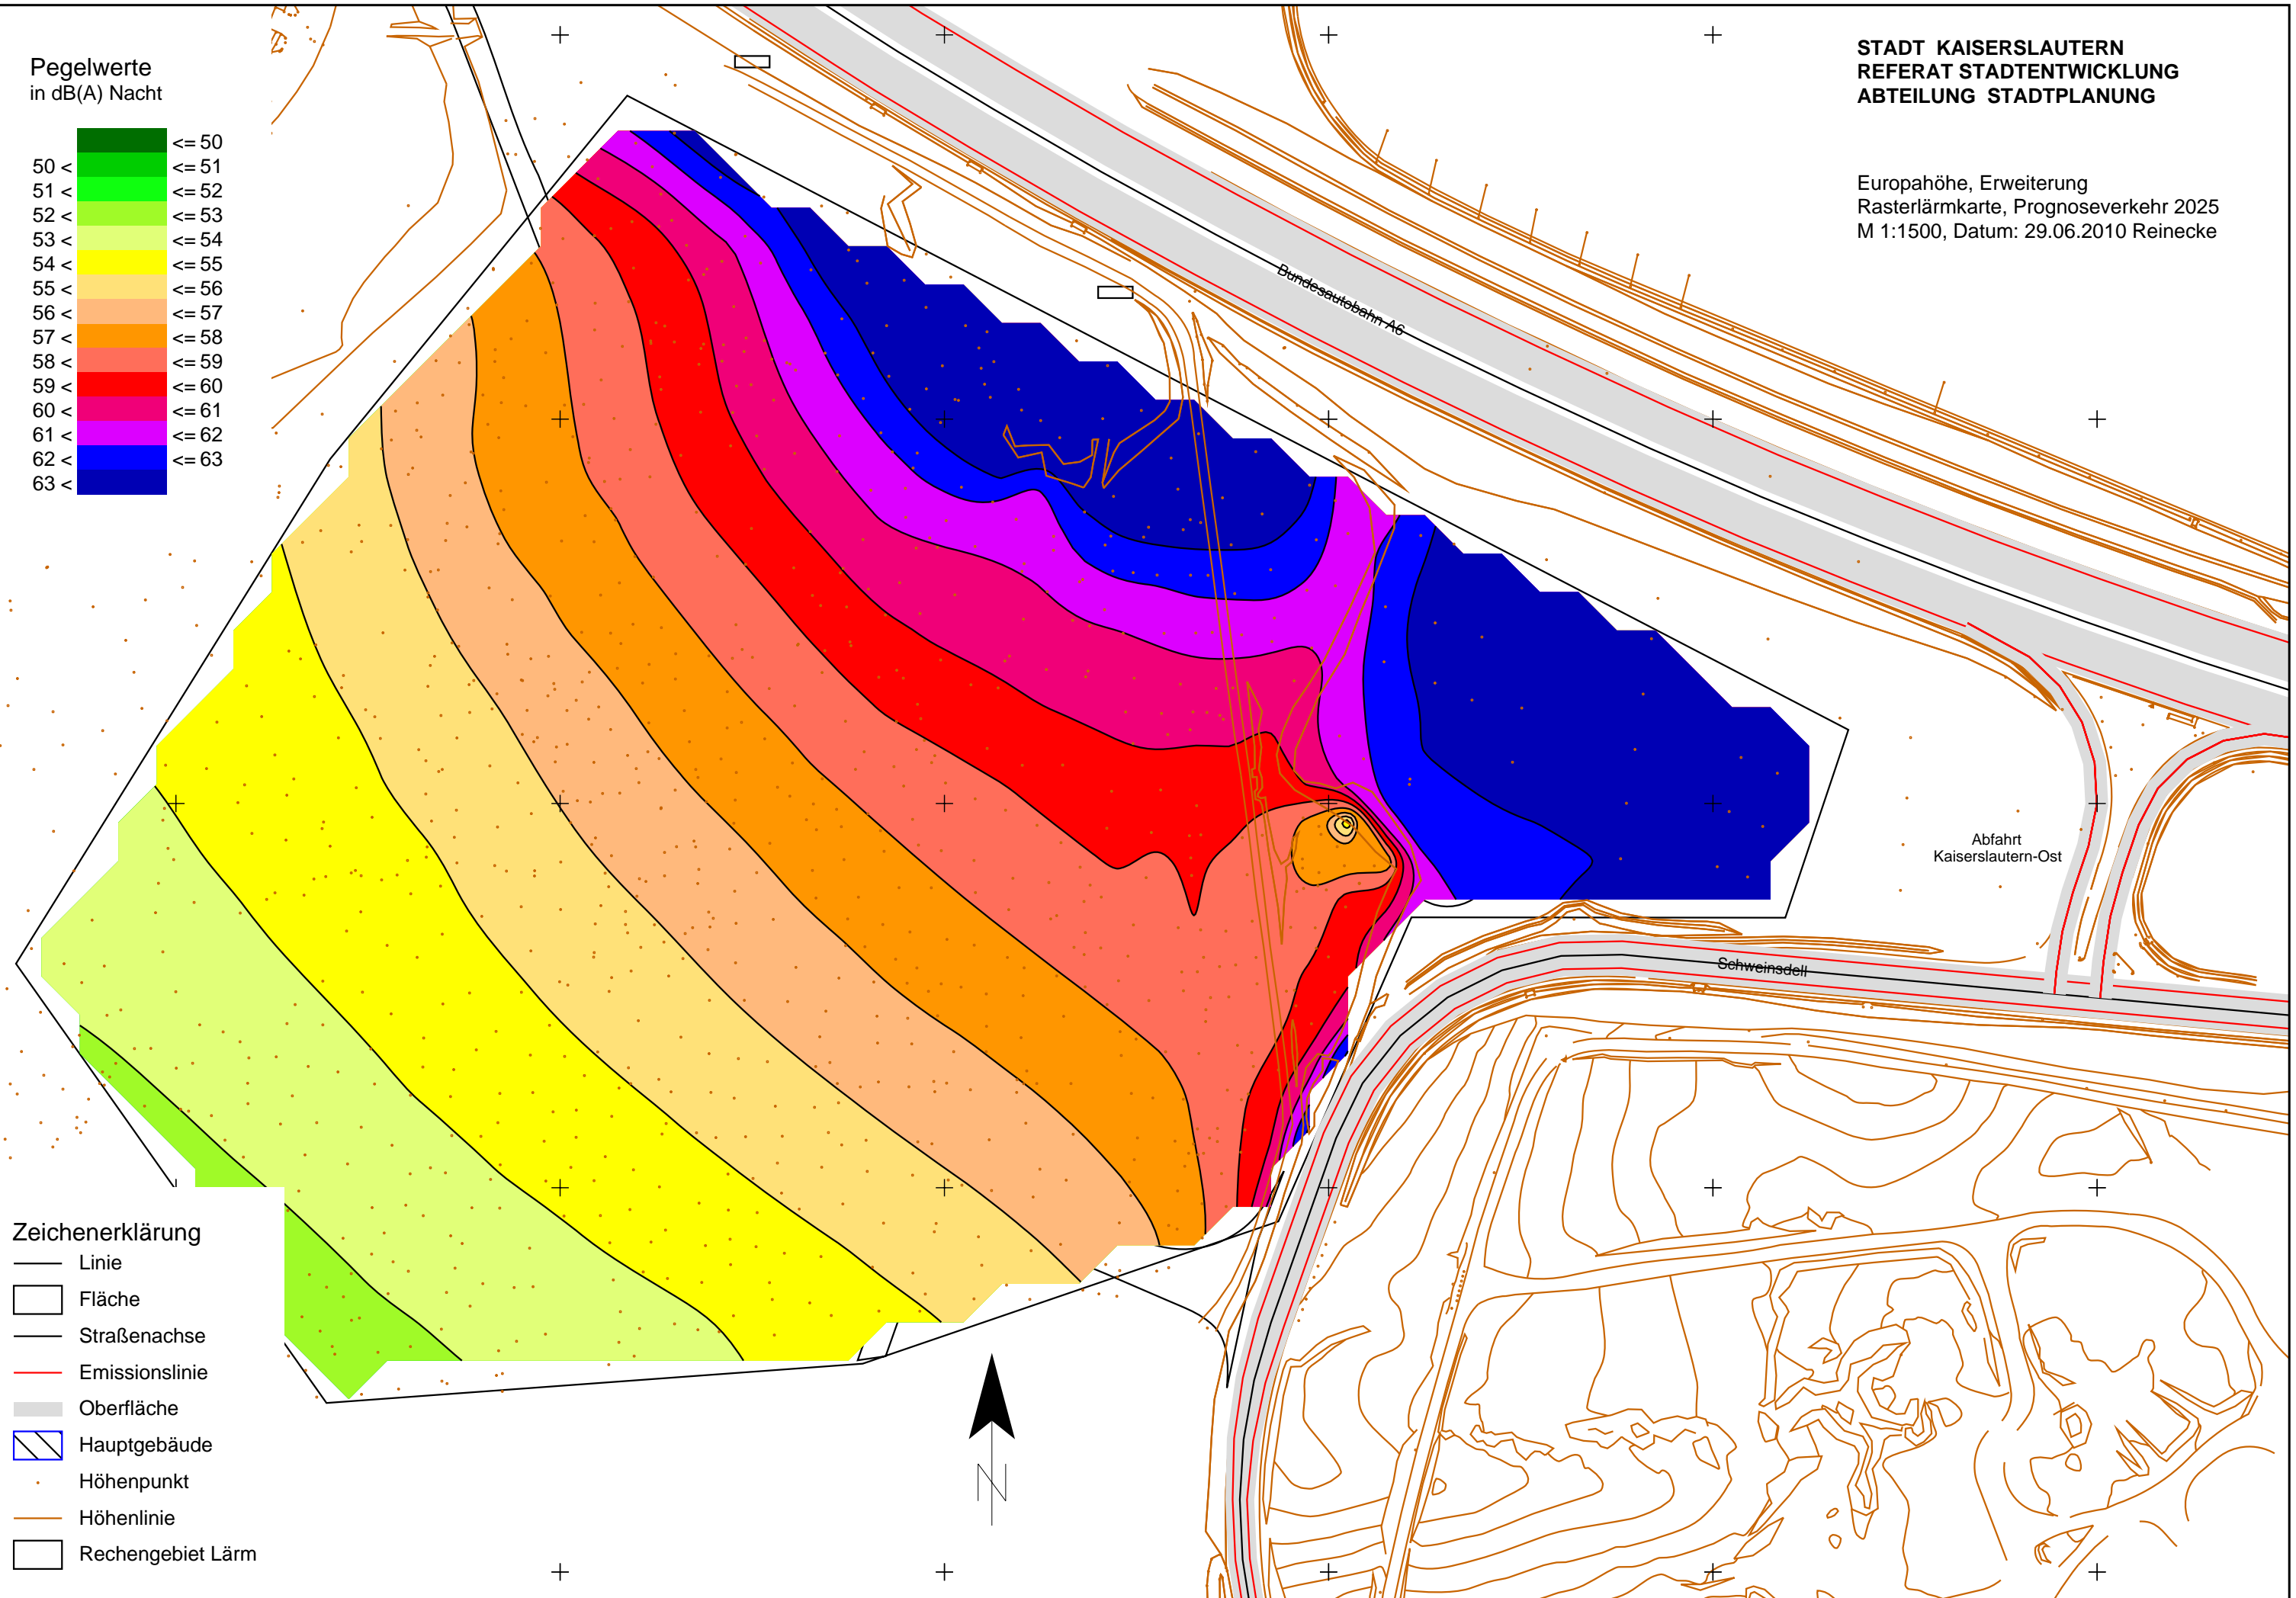 Pegelwerte
in dB(A) Nacht
<= 50
50 < <= 51
51 < <= 52
52 < <= 53
53 < <= 54
54 < <= 55
55 < <= 56
56 < <= 57
57 < <= 58
58 < <= 59
59 < <= 60
60 < <= 61
61 < <= 62
62 < <= 63
63 <
STADT KAISERSLAUTERN
REFERAT STADTENTWICKLUNG
ABTEILUNG STADTPLANUNG
Europahöhe, Erweiterung
Rasterlärmkarte, Prognoseverkehr 2025
M 1:1500, Datum: 29.06.2010 Reinecke
Bundesautobahn A6
Abfahrt
Kaiserslautern-Ost
Schweinsdell
Zeichenerklärung
Linie
Fläche
Straßenachse
Emissionslinie
Oberfläche
Hauptgebäude
Höhenpunkt
Höhenlinie
Rechengebiet Lärm
N